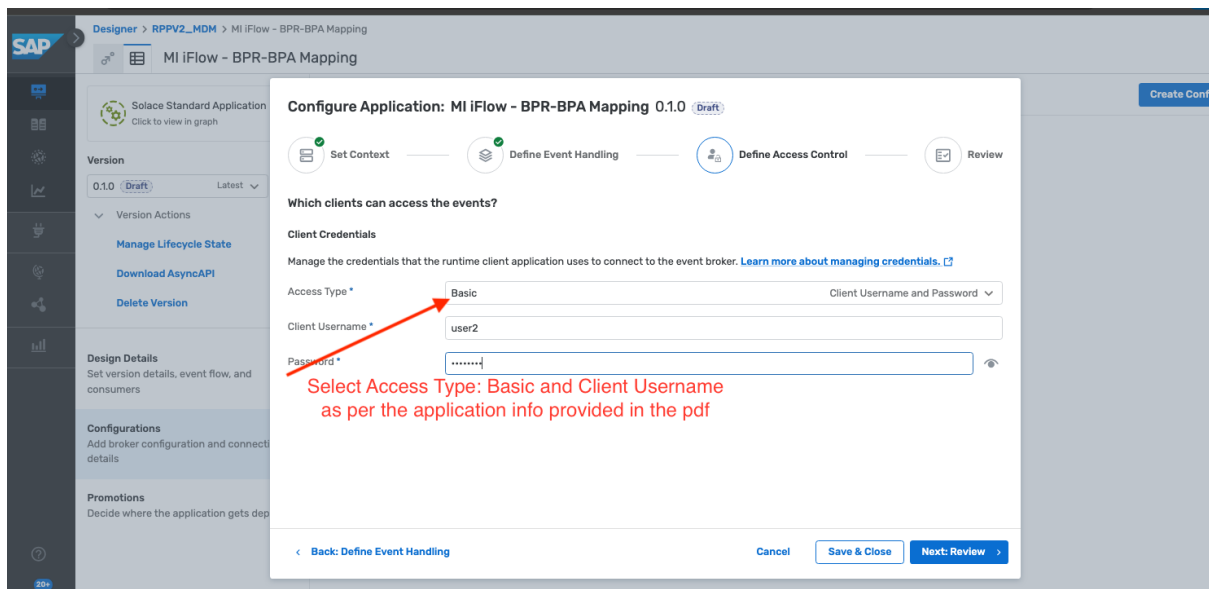 SAP
Designer > RPPV2_MDM > MI iFlow - BPR-BPA Mapping
MI iFlow - BPR-BPA Mapping
Create Conf
Solace Standard Application
Click to view in graph
Version
0.1.0 Draft Latest
Version Actions
Manage Lifecycle State
Download AsyncAPI
Delete Version
Design Details
Set version details, event flow, and
consumers
Configurations
Add broker configuration and connecti
details
Promotions
Decide where the application gets dep
20+
Configure Application: MI iFlow - BPR-BPA Mapping 0.1.0 Draft
Set Context
Define Event Handling
Define Access Control
Review
Which clients can access the events?
Client Credentials
Manage the credentials that the runtime client application uses to connect to the event broker. Learn more about managing credentials.
Access Type *
Basic Client Username and Password
Client Username *
user2
Password *
••••••••
Select Access Type: Basic and Client Username
as per the application info provided in the pdf
< Back: Define Event Handling
Cancel
Save & Close
Next: Review >